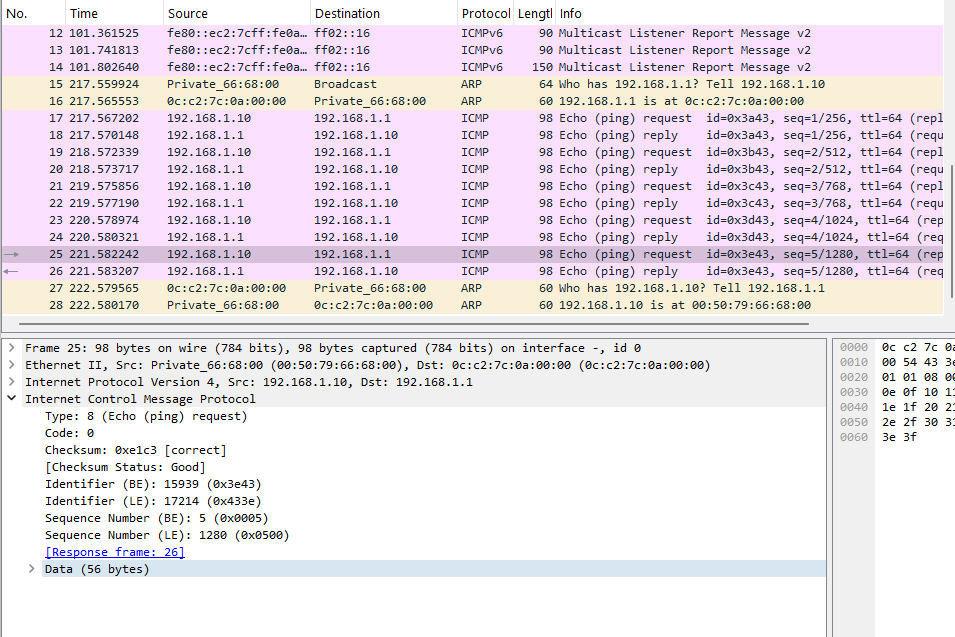 No. Time Source Destination Protocol Lengtl Info
12 101.361525 fe80::ec2:7cff:fe0a… ff02::16 ICMPv6 90 Multicast Listener Report Message v2
13 101.741813 fe80::ec2:7cff:fe0a… ff02::16 ICMPv6 90 Multicast Listener Report Message v2
14 101.802640 fe80::ec2:7cff:fe0a… ff02::16 ICMPv6 150 Multicast Listener Report Message v2
15 217.559924 Private_66:68:00 Broadcast ARP 64 Who has 192.168.1.1? Tell 192.168.1.10
16 217.565553 0c:c2:7c:0a:00:00 Private_66:68:00 ARP 60 192.168.1.1 is at 0c:c2:7c:0a:00:00
17 217.567202 192.168.1.10 192.168.1.1 ICMP 98 Echo (ping) request id=0x3a43, seq=1/256, ttl=64 (repl
18 217.570148 192.168.1.1 192.168.1.10 ICMP 98 Echo (ping) reply id=0x3a43, seq=1/256, ttl=64 (requ
19 218.572339 192.168.1.10 192.168.1.1 ICMP 98 Echo (ping) request id=0x3b43, seq=2/512, ttl=64 (repl
20 218.573717 192.168.1.1 192.168.1.10 ICMP 98 Echo (ping) reply id=0x3b43, seq=2/512, ttl=64 (requ
21 219.575856 192.168.1.10 192.168.1.1 ICMP 98 Echo (ping) request id=0x3c43, seq=3/768, ttl=64 (repl
22 219.577190 192.168.1.1 192.168.1.10 ICMP 98 Echo (ping) reply id=0x3c43, seq=3/768, ttl=64 (requ
23 220.578974 192.168.1.10 192.168.1.1 ICMP 98 Echo (ping) request id=0x3d43, seq=4/1024, ttl=64 (rep
24 220.580321 192.168.1.1 192.168.1.10 ICMP 98 Echo (ping) reply id=0x3d43, seq=4/1024, ttl=64 (req
25 221.582242 192.168.1.10 192.168.1.1 ICMP 98 Echo (ping) request id=0x3e43, seq=5/1280, ttl=64 (rep
26 221.583207 192.168.1.1 192.168.1.10 ICMP 98 Echo (ping) reply id=0x3e43, seq=5/1280, ttl=64 (req
27 222.579565 0c:c2:7c:0a:00:00 Private_66:68:00 ARP 60 Who has 192.168.1.10? Tell 192.168.1.1
28 222.580170 Private_66:68:00 0c:c2:7c:0a:00:00 ARP 60 192.168.1.10 is at 00:50:79:66:68:00
Frame 25: 98 bytes on wire (784 bits), 98 bytes captured (784 bits) on interface -, id 0
Ethernet II, Src: Private_66:68:00 (00:50:79:66:68:00), Dst: 0c:c2:7c:0a:00:00 (0c:c2:7c:0a:00:00)
Internet Protocol Version 4, Src: 192.168.1.10, Dst: 192.168.1.1
Internet Control Message Protocol
Type: 8 (Echo (ping) request)
Code: 0
Checksum: 0xe1c3 [correct]
[Checksum Status: Good]
Identifier (BE): 15939 (0x3e43)
Identifier (LE): 17214 (0x433e)
Sequence Number (BE): 5 (0x0005)
Sequence Number (LE): 1280 (0x0500)
[Response frame: 26]
Data (56 bytes)
0000 0c c2 7c 0a
0010 00 54 43 3e
0020 01 01 08 00
0030 0e 0f 10 11
0040 1e 1f 20 21
0050 2e 2f 30 31
0060 3e 3f